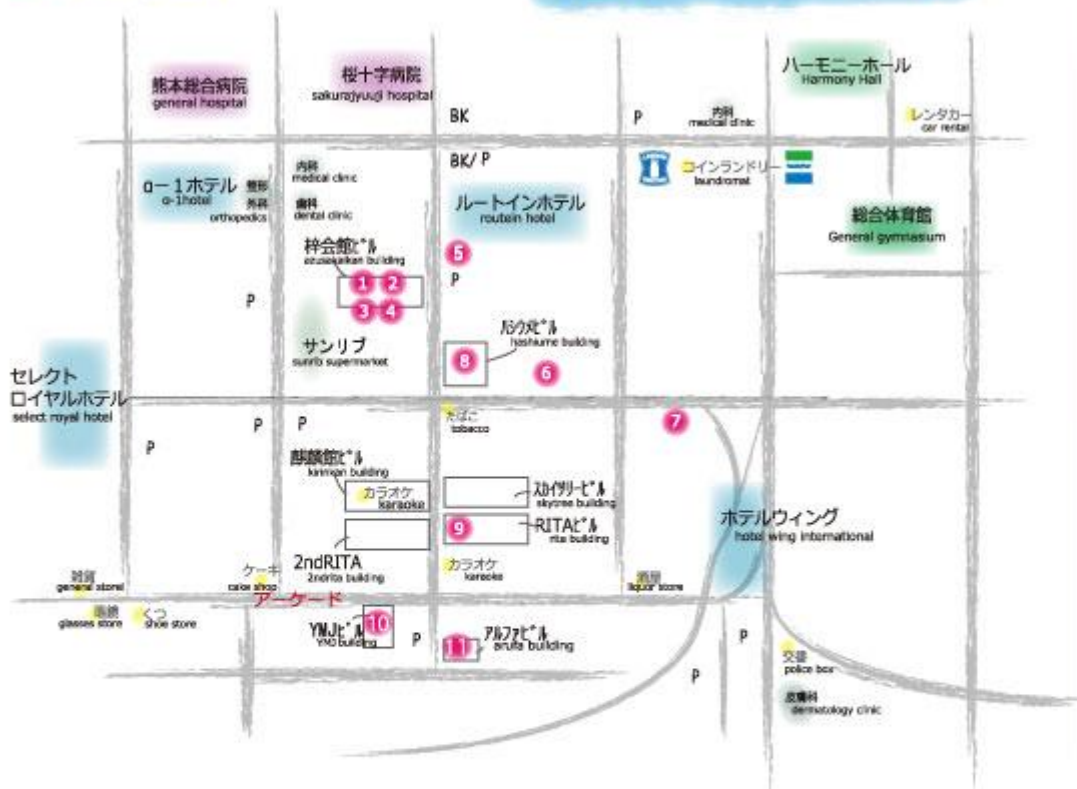 熊本総合病院
general hospital
桜十字病院
sakurajyuuji hospital
ハーモニーホール
Harmony Hall
BK
P
内科
medical clinic
レンタカー
car rental
α－1ホテル
α-1hotel
整形
外科
orthopedics
内科
medical clinic
歯科
dental clinic
BK/ P
ルートインホテル
routein hotel
LAWSON
コインランドリー
laundromat
総合体育館
General gymnasium
梓会館ビル
azusakaikan building
1 2
3 4
5
P
P
サンリブ
sunrib supermarket
ハシウメビル
hashiume building
8
6
セレクト
ロイヤルホテル
select royal hotel
P
P
P
たばこ
tobacco
7
麒麟館ビル
kirinkan building
カラオケ
karaoke
スカイツリービル
skytree building
9
RITAビル
rita building
ホテルウィング
hotel wing international
2ndRITA
2ndrita building
カラオケ
karaoke
雑貨
general storel
ケーキ
cake shop
酒屋
liquor store
アーケード
眼鏡
glasses store
くつ
shoe store
YMJビル
YMJ building
10
P
11
アルファビル
arufa building
P
P
交番
police box
皮膚科
dermatology clinic